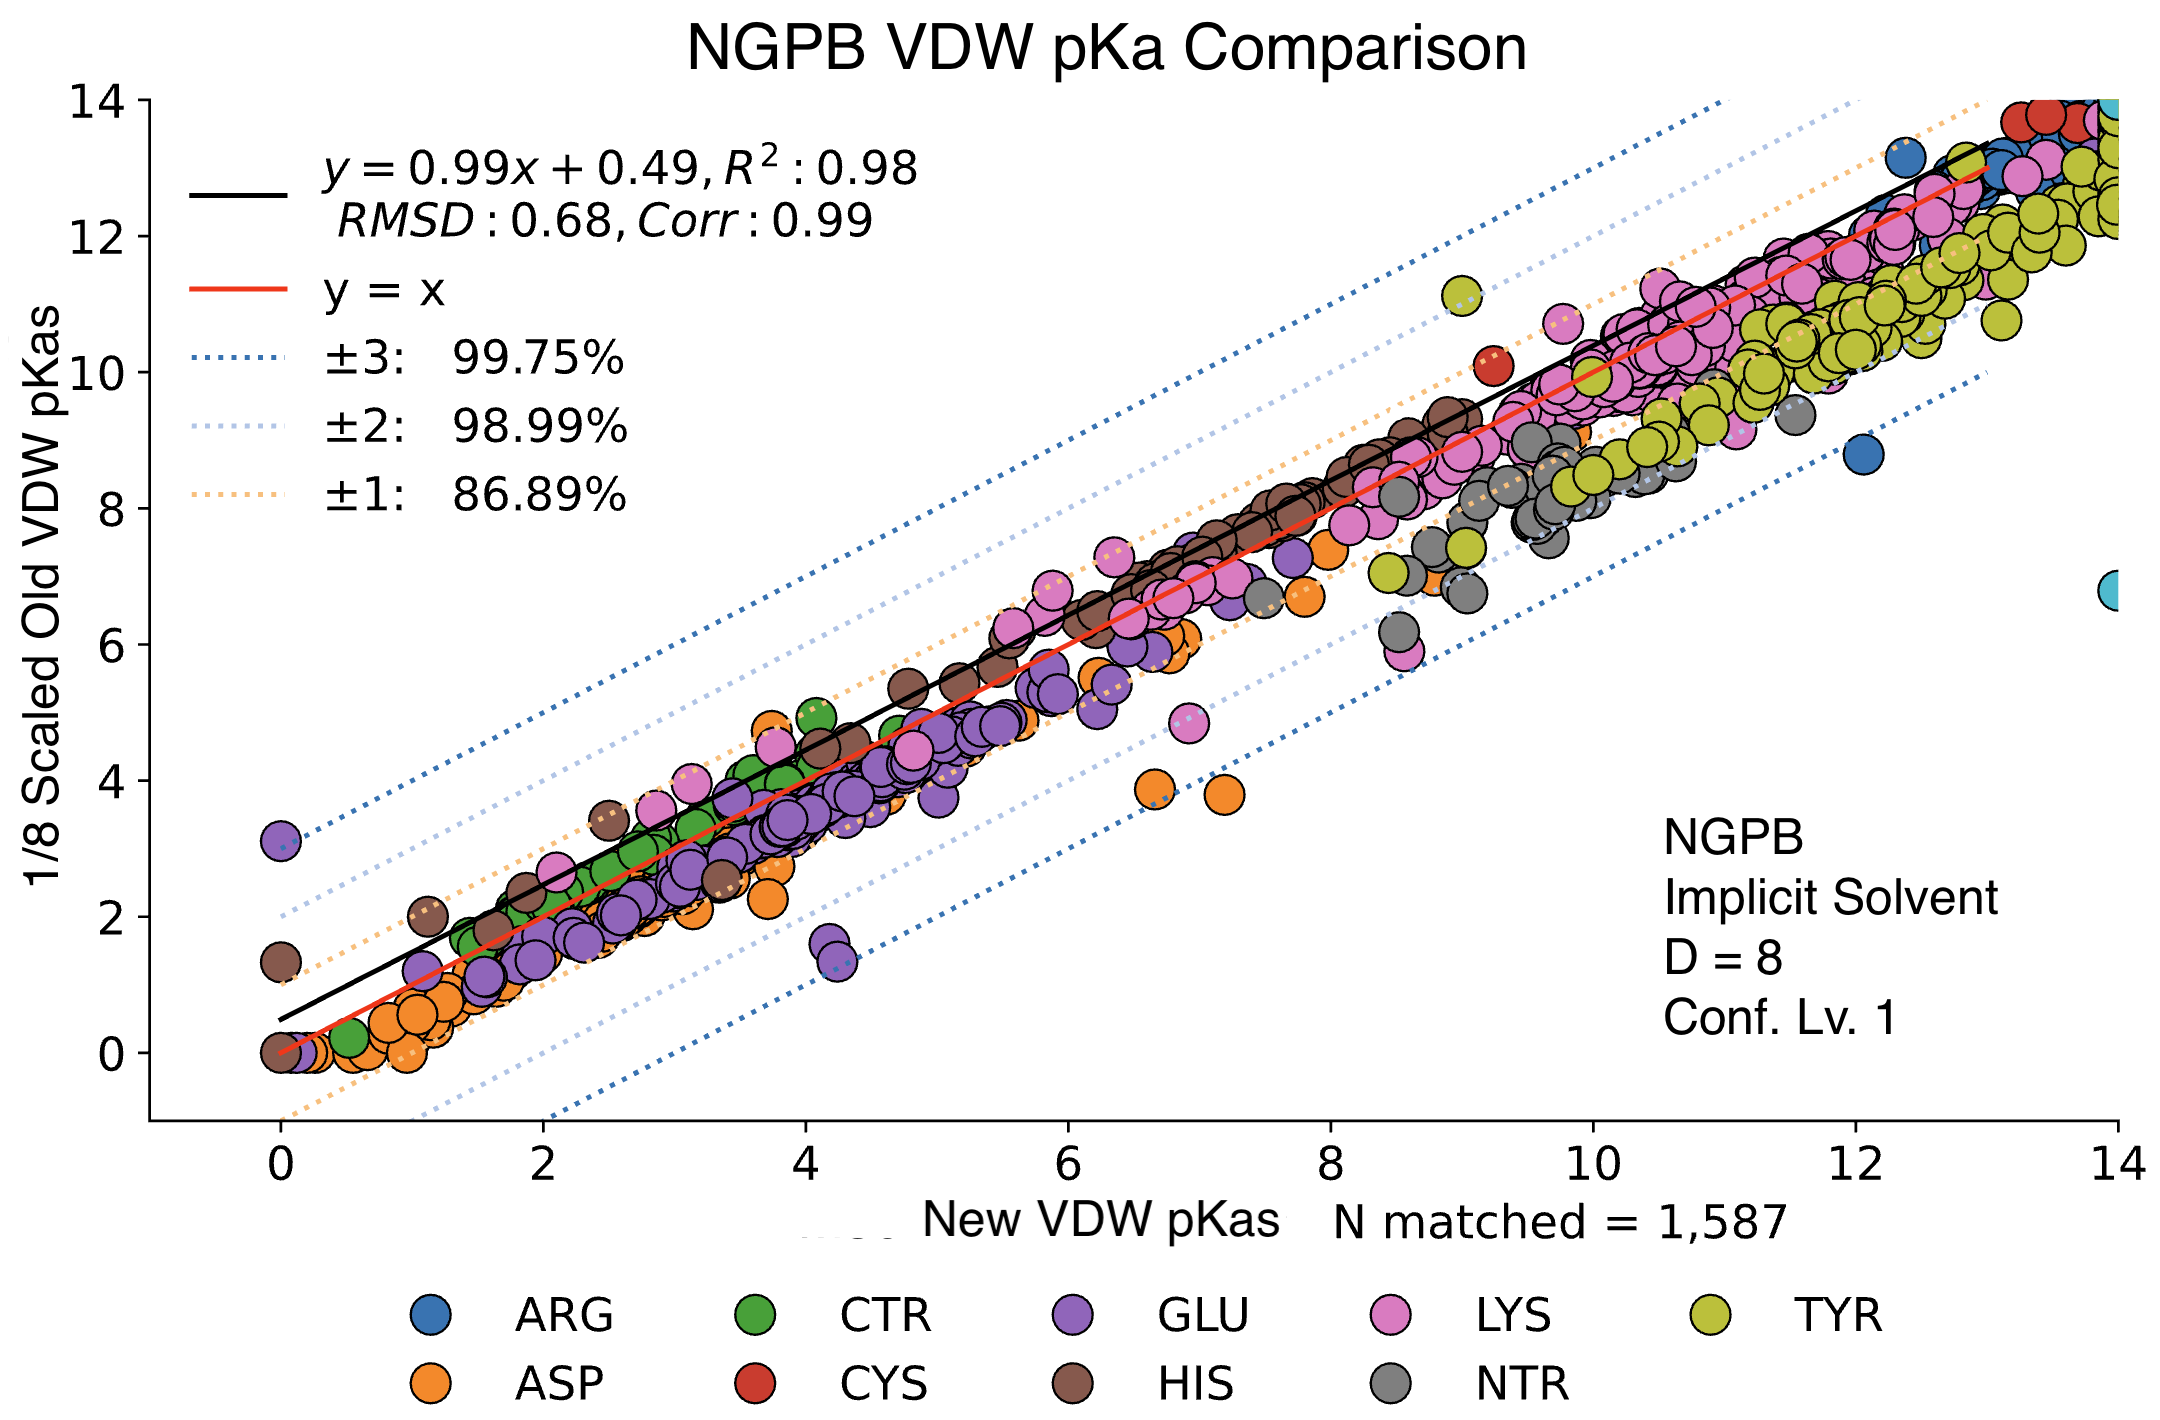 NGPB VDW pKa Comparison
14
12
10
8
6
4
2
0
1/8 Scaled Old VDW pKas
y = 0.99x + 0.49, R² : 0.98
RMSD : 0.68, Corr : 0.99
y = x
±3: 99.75%
±2: 98.99%
±1: 86.89%
NGPB
Implicit Solvent
D = 8
Conf. Lv. 1
0 2 4 6 8 10 12 14
New VDW pKas N matched = 1,587
ARG CTR GLU LYS TYR
ASP CYS HIS NTR